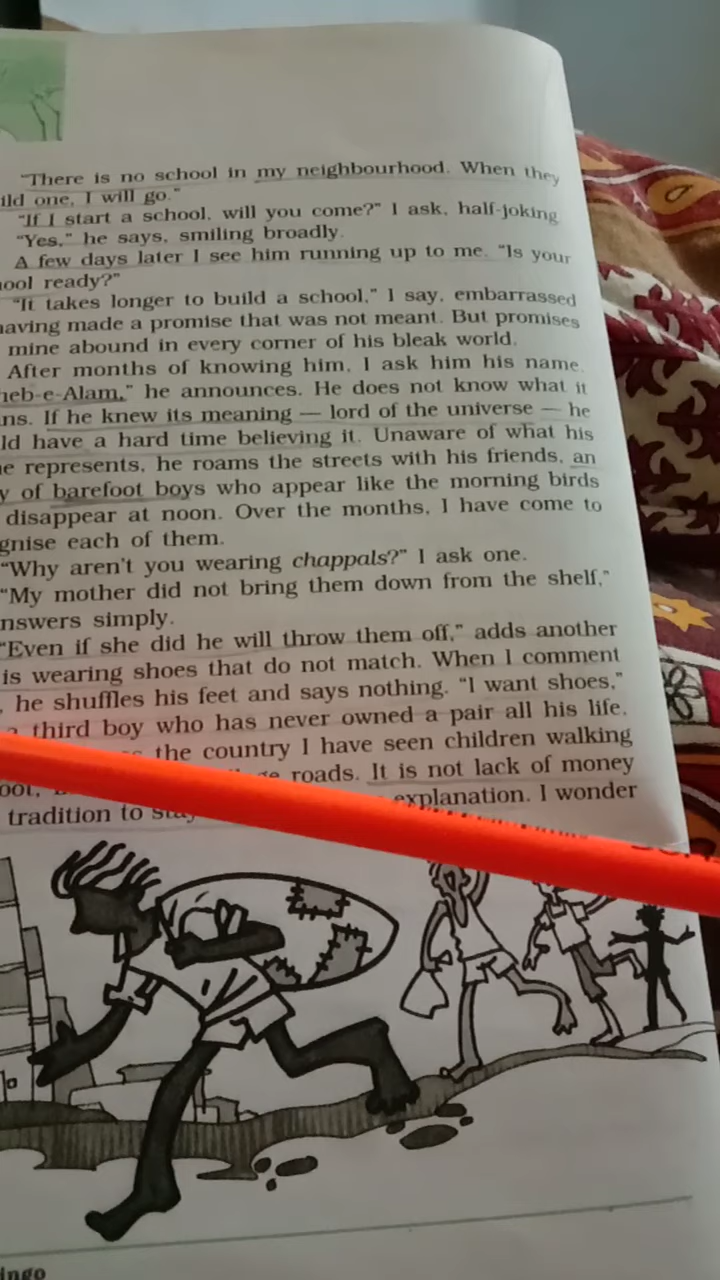 "There is no school in my neighbourhood. When they
ild one, I will go."
"If I start a school, will you come?" I ask, half-joking
"Yes," he says, smiling broadly.
A few days later I see him running up to me. "Is your
ool ready?"
"It takes longer to build a school," I say, embarrassed
having made a promise that was not meant. But promises
mine abound in every corner of his bleak world.
After months of knowing him, I ask him his name.
heb-e-Alam," he announces. He does not know what it
ns. If he knew its meaning — lord of the universe — he
ld have a hard time believing it. Unaware of what his
e represents, he roams the streets with his friends, an
y of barefoot boys who appear like the morning birds
disappear at noon. Over the months, I have come to
gnise each of them.
"Why aren't you wearing chappals?" I ask one.
"My mother did not bring them down from the shelf,"
nswers simply.
"Even if she did he will throw them off," adds another
is wearing shoes that do not match. When I comment
, he shuffles his feet and says nothing. "I want shoes,"
third boy who has never owned a pair all his life.
the country I have seen children walking
roads. It is not lack of money
tradition to explanation. I wonder
ingo